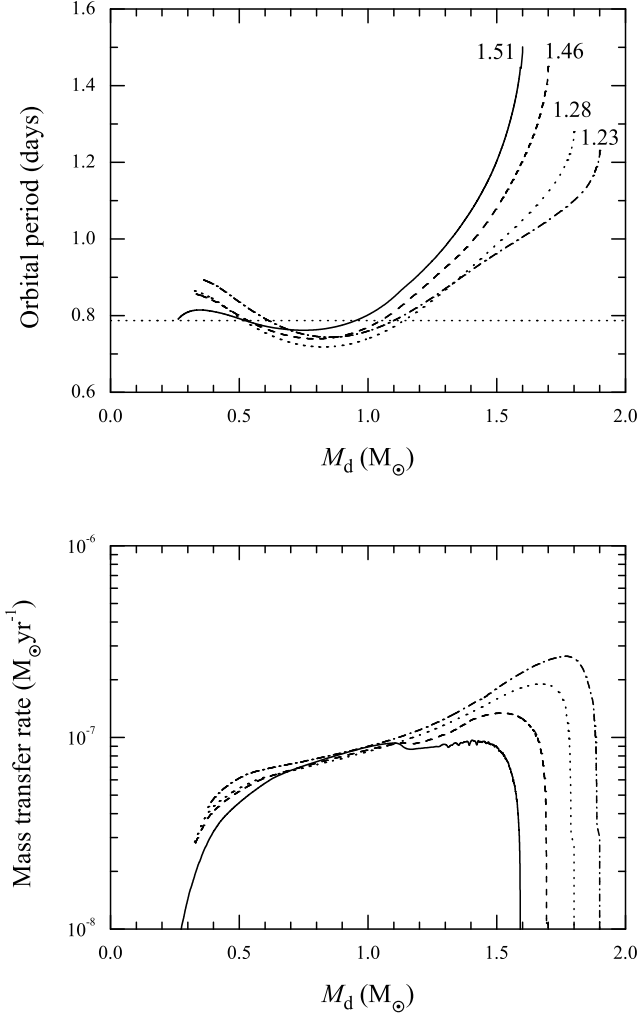 1.6
1.4
1.2
1.0
0.8
0.6
Orbital period (days)
1.51
1.46
1.28
1.23
0.0 0.5 1.0 1.5 2.0
M_d (M_⊙)
10^-6
10^-7
10^-8
Mass transfer rate (M_⊙yr^-1)
0.0 0.5 1.0 1.5 2.0
M_d (M_⊙)